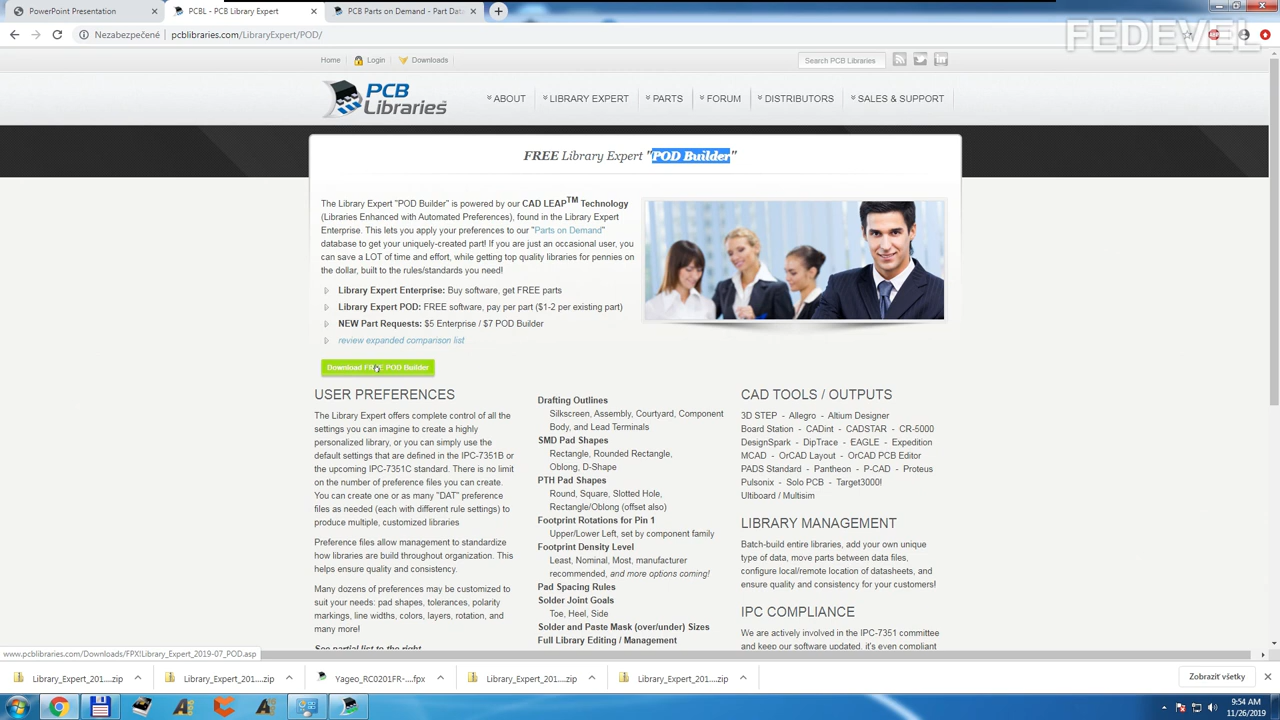 PowerPoint Presentation
PCBL - PCB Library Expert
PCB Parts on Demand - Part Data
Nezabezpečené
pcblibraries.com/LibraryExpert/POD/
FEDEVEL
Home
Login
Downloads
Search PCB Libraries
PCB Libraries
ABOUT
LIBRARY EXPERT
PARTS
FORUM
DISTRIBUTORS
SALES & SUPPORT
FREE Library Expert "POD Builder"
The Library Expert "POD Builder" is powered by our CAD LEAPTM Technology
(Libraries Enhanced with Automated Preferences), found in the Library Expert
Enterprise. This lets you apply your preferences to our "Parts on Demand"
database to get your uniquely-created part! If you are just an occasional user, you
can save a LOT of time and effort, while getting top quality libraries for pennies on
the dollar, built to the rules/standards you need!
Library Expert Enterprise: Buy software, get FREE parts
Library Expert POD: FREE software, pay per part ($1-2 per existing part)
NEW Part Requests: $5 Enterprise / $7 POD Builder
review expanded comparison list
Download FREE POD Builder
USER PREFERENCES
The Library Expert offers complete control of all the
settings you can imagine to create a highly
personalized library, or you can simply use the
default settings that are defined in the IPC-7351B or
the upcoming IPC-7351C standard. There is no limit
on the number of preference files you can create.
You can create one or as many "DAT" preference
files as needed (each with different rule settings) to
produce multiple, customized libraries
Preference files allow management to standardize
how libraries are build throughout organization. This
helps ensure quality and consistency.
Many dozens of preferences may be customized to
suit your needs: pad shapes, tolerances, polarity
markings, line widths, colors, layers, rotation, and
many more!
See partial list to the right
Drafting Outlines
Silkscreen, Assembly, Courtyard, Component
Body, and Lead Terminals
SMD Pad Shapes
Rectangle, Rounded Rectangle,
Oblong, D-Shape
PTH Pad Shapes
Round, Square, Slotted Hole,
Rectangle/Oblong (offset also)
Footprint Rotations for Pin 1
Upper/Lower Left, set by component family
Footprint Density Level
Least, Nominal, Most, manufacturer
recommended, and more options coming!
Pad Spacing Rules
Solder Joint Goals
Toe, Heel, Side
Solder and Paste Mask (over/under) Sizes
Full Library Editing / Management
CAD TOOLS / OUTPUTS
3D STEP - Allegro - Altium Designer
Board Station - CADint - CADSTAR - CR-5000
DesignSpark - DipTrace - EAGLE - Expedition
MCAD - OrCAD Layout - OrCAD PCB Editor
PADS Standard - Pantheon - P-CAD - Proteus
Pulsonix - Solo PCB - Target3000!
Ultiboard / Multisim
LIBRARY MANAGEMENT
Batch-build entire libraries, add your own unique
type of data, move parts between data files,
configure local/remote location of datasheets, and
ensure quality and consistency for your customers!
IPC COMPLIANCE
We are actively involved in the IPC-7351 committee
and keep our software updated, it's even compliant
www.pcblibraries.com/Downloads/FPX!Library_Expert_2019-07_POD.asp
Library_Expert_201....zip
Library_Expert_201....zip
Yageo_RC0201FR-....fpx
Library_Expert_201....zip
Library_Expert_201....zip
Zobraziť všetky
9:54 AM
11/26/2019